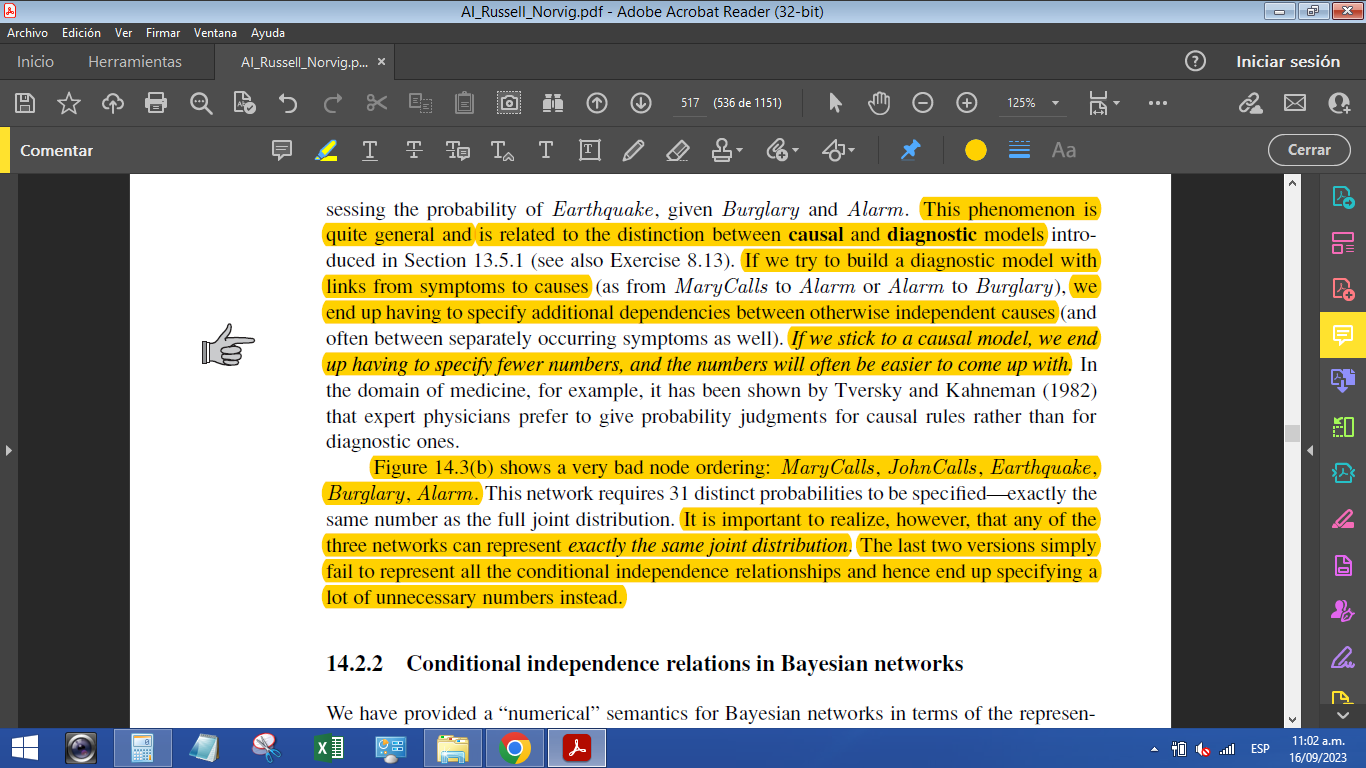 AI_Russell_Norvig.pdf - Adobe Acrobat Reader (32-bit)
Archivo Edición Ver Firmar Ventana Ayuda
Inicio Herramientas AI_Russell_Norvig.p... × Iniciar sesión
517 (536 de 1151) 125%
Comentar Aa Cerrar
sessing the probability of Earthquake, given Burglary and Alarm. This phenomenon is
quite general and is related to the distinction between causal and diagnostic models intro-
duced in Section 13.5.1 (see also Exercise 8.13). If we try to build a diagnostic model with
links from symptoms to causes (as from MaryCalls to Alarm or Alarm to Burglary), we
end up having to specify additional dependencies between otherwise independent causes (and
often between separately occurring symptoms as well). If we stick to a causal model, we end
up having to specify fewer numbers, and the numbers will often be easier to come up with. In
the domain of medicine, for example, it has been shown by Tversky and Kahneman (1982)
that expert physicians prefer to give probability judgments for causal rules rather than for
diagnostic ones.
Figure 14.3(b) shows a very bad node ordering: MaryCalls, JohnCalls, Earthquake,
Burglary, Alarm. This network requires 31 distinct probabilities to be specified—exactly the
same number as the full joint distribution. It is important to realize, however, that any of the
three networks can represent exactly the same joint distribution. The last two versions simply
fail to represent all the conditional independence relationships and hence end up specifying a
lot of unnecessary numbers instead.
14.2.2 Conditional independence relations in Bayesian networks
We have provided a “numerical” semantics for Bayesian networks in terms of the represen-
ESP
11:02 a.m.
16/09/2023